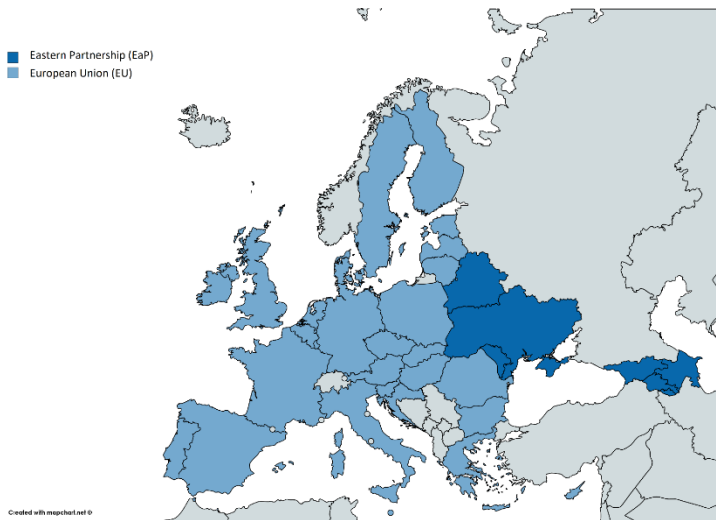 Eastern Partnership (EaP)
European Union (EU)
Created with mapchart.net ©